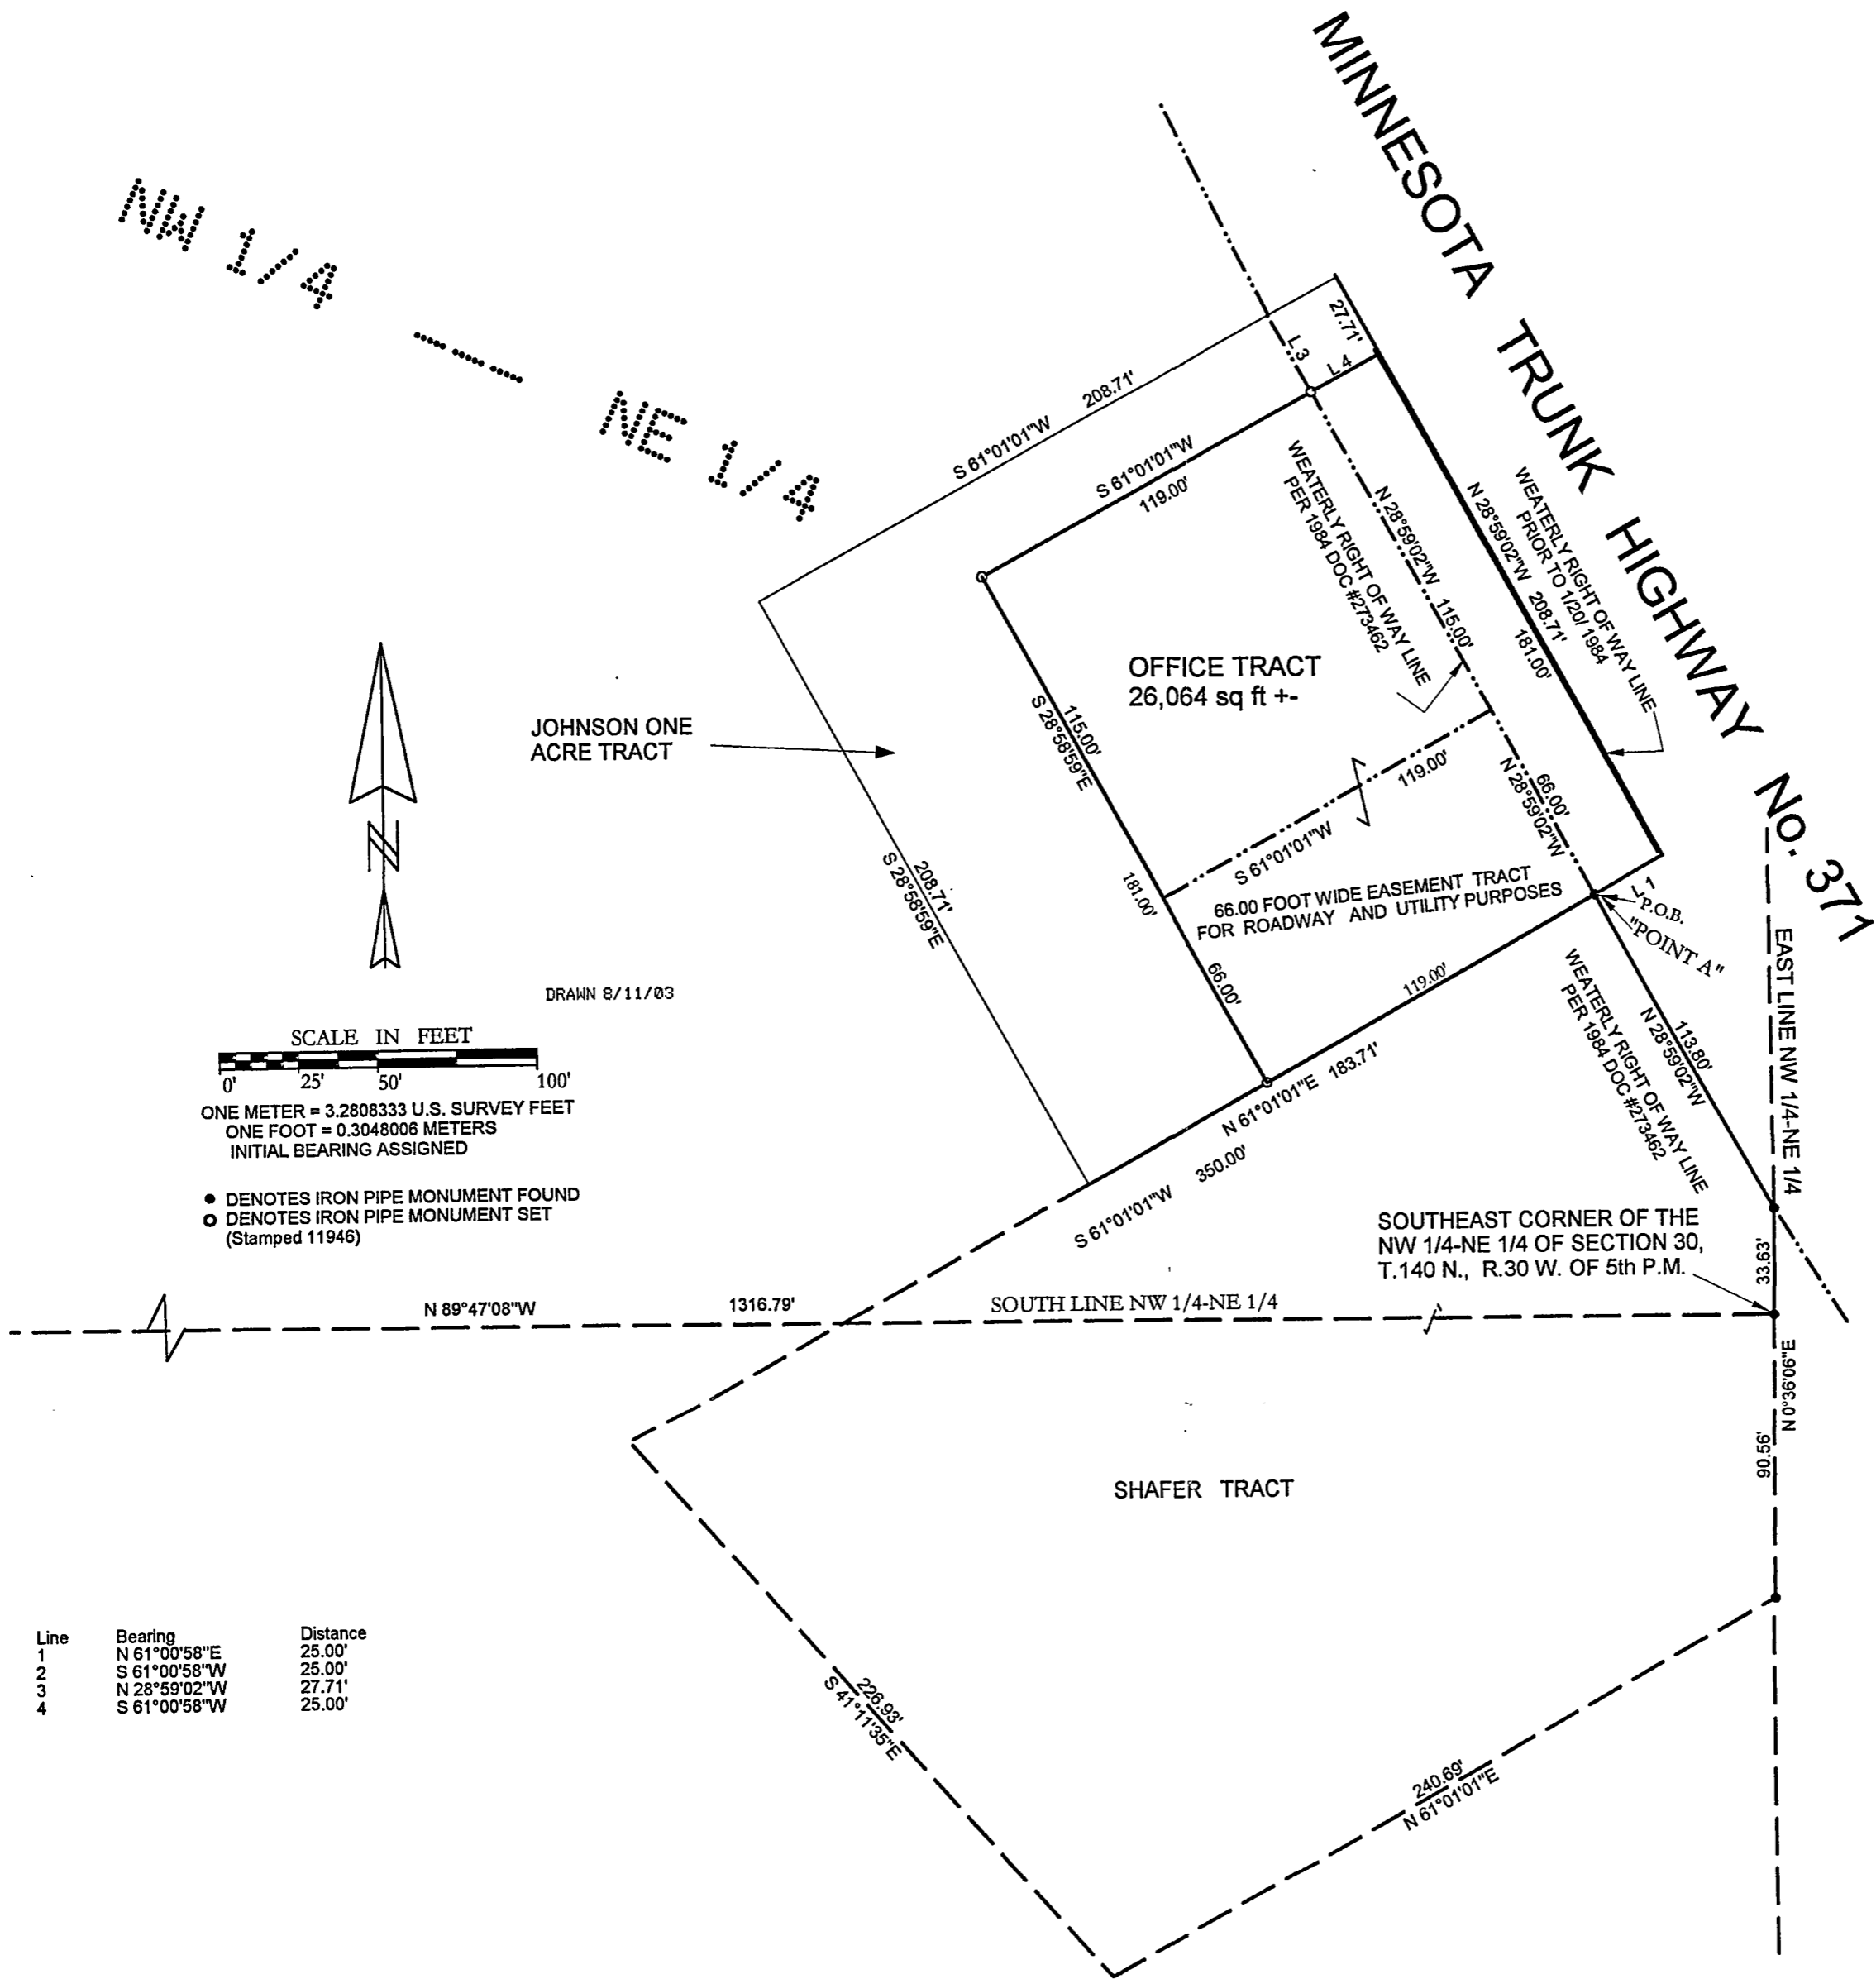 MINNESOTA TRUNK HIGHWAY No. 371
NW 1/4 — NE 1/4
27.71'
L 3
L 4
S 61°01'01"W 208.71'
S 61°01'01"W
119.00'
WEATERLY RIGHT OF WAY LINE
PER 1984 DOC #273462
N 28°59'02"W 115.00'
WEATERLY RIGHT OF WAY LINE
PRIOR TO 1/20/ 1984
N 28°59'02"W 208.71'
181.00'
OFFICE TRACT
26,064 sq ft +-
JOHNSON ONE
ACRE TRACT
115.00'
S 28°58'59"E
119.00'
S 61°01'01"W
66.00'
N 28°59'02"W
208.71'
S 28°58'59"E
181.00'
66.00'
66.00 FOOT WIDE EASEMENT TRACT
FOR ROADWAY AND UTILITY PURPOSES
L 1
P.O.B.
"POINT A"
119.00'
EAST LINE NW 1/4-NE 1/4
WEATERLY RIGHT OF WAY LINE
PER 1984 DOC #273462
113.80'
N 28°59'02"W
N
DRAWN 8/11/03
SCALE IN FEET
0' 25' 50' 100'
ONE METER = 3.2808333 U.S. SURVEY FEET
ONE FOOT = 0.3048006 METERS
INITIAL BEARING ASSIGNED
DENOTES IRON PIPE MONUMENT FOUND
DENOTES IRON PIPE MONUMENT SET
(Stamped 11946)
N 61°01'01"E 183.71'
S 61°01'01"W 350.00'
SOUTHEAST CORNER OF THE
NW 1/4-NE 1/4 OF SECTION 30,
T.140 N., R.30 W. OF 5th P.M.
33.63'
N 89°47'08"W 1316.79' SOUTH LINE NW 1/4-NE 1/4
N 0°36'06"E
90.56'
SHAFER TRACT
Line Bearing Distance
1 N 61°00'58"E 25.00'
2 S 61°00'58"W 25.00'
3 N 28°59'02"W 27.71'
4 S 61°00'58"W 25.00'
226.93'
S 41°11'35"E
240.69'
N 61°01'01"E